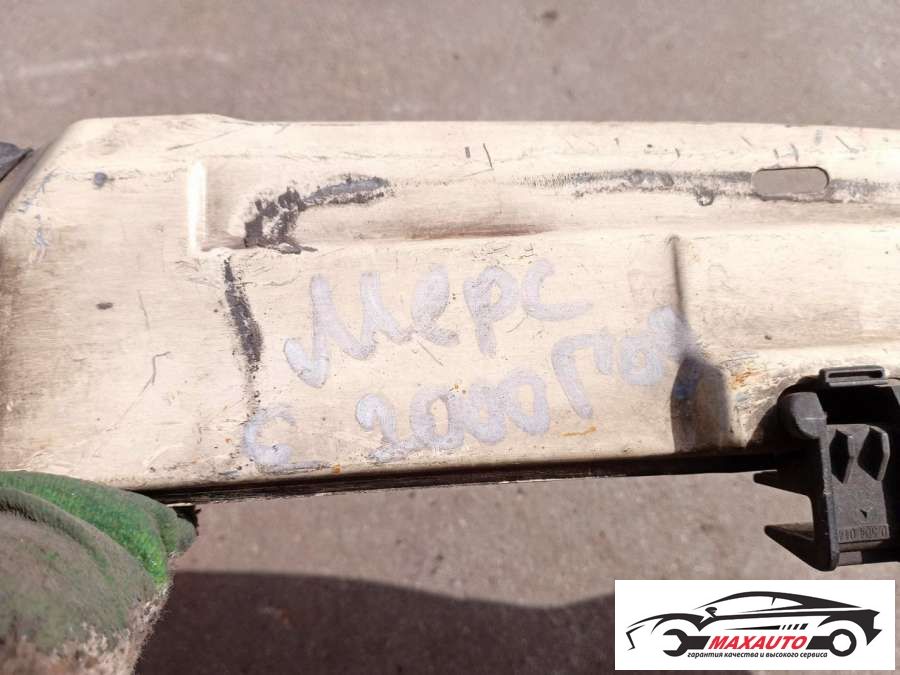 Мерс
С 2000 год
MAXAUTO
гарантия качества и высокого сервиса